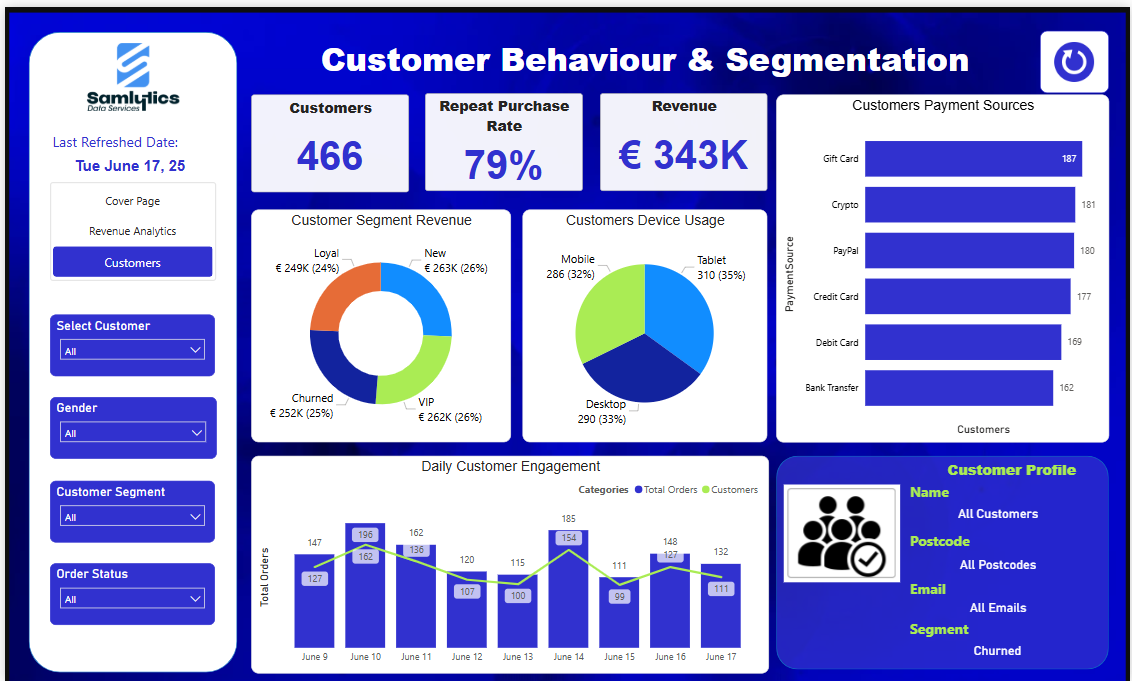 Customer Behaviour & Segmentation
Samlytics
Data Services
Last Refreshed Date:
Tue June 17, 25
Cover Page
Revenue Analytics
Customers
Select Customer
All
Gender
All
Customer Segment
All
Order Status
All
Customers
466
Repeat Purchase
Rate
79%
Revenue
€ 343K
Customer Segment Revenue
Loyal
€ 249K (24%)
New
€ 263K (26%)
Churned
€ 252K (25%)
VIP
€ 262K (26%)
Customers Device Usage
Mobile
286 (32%)
Tablet
310 (35%)
Desktop
290 (33%)
Customers Payment Sources
PaymentSource
Gift Card 187
Crypto 181
PayPal 180
Credit Card 177
Debit Card 169
Bank Transfer 162
Customers
Daily Customer Engagement
Categories Total Orders Customers
Total Orders
147 196 162 120 115 185 111 148 132
127 162 136 107 100 154 99 127 111
June 9 June 10 June 11 June 12 June 13 June 14 June 15 June 16 June 17
Customer Profile
Name
All Customers
Postcode
All Postcodes
Email
All Emails
Segment
Churned